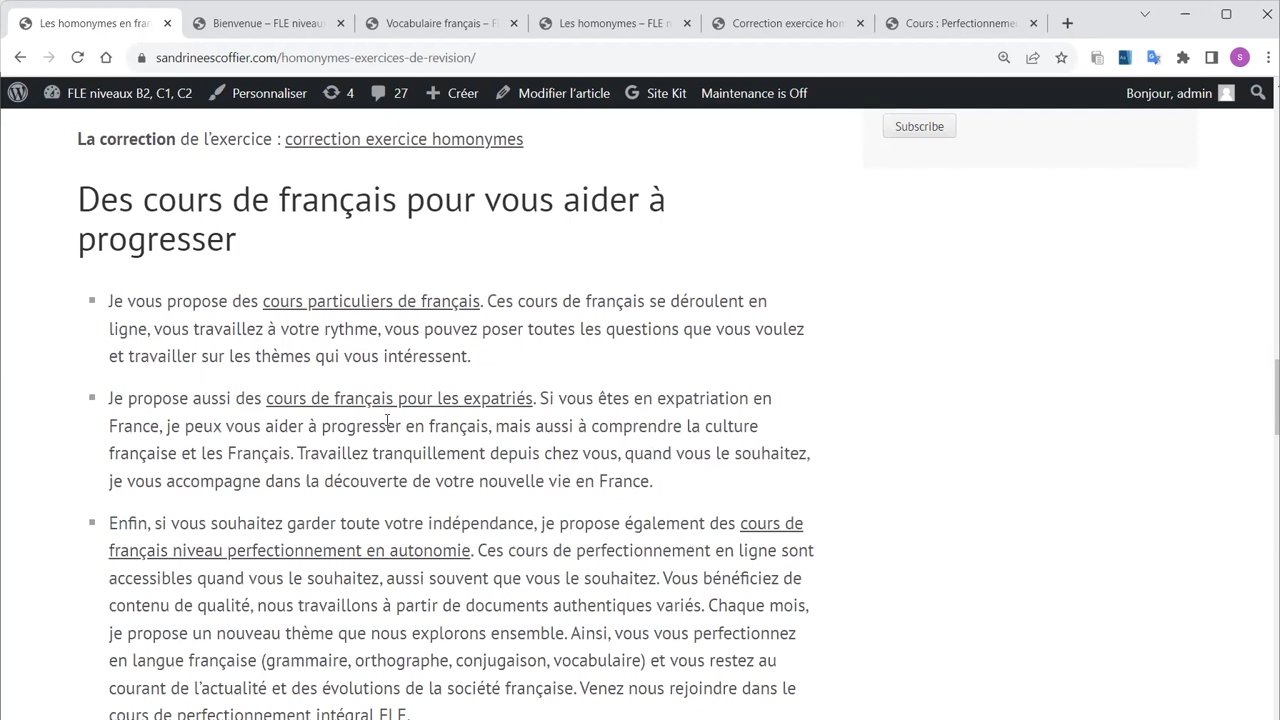 Les homonymes en fran
Bienvenue – FLE niveau
Vocabulaire français – F
Les homonymes – FLE n
Correction exercice hom
Cours : Perfectionneme
sandrineescoffier.com/homonymes-exercices-de-revision/
S
FLE niveaux B2, C1, C2
Personnaliser
4
27
Créer
Modifier l’article
Site Kit
Maintenance is Off
Bonjour, admin
La correction de l’exercice : correction exercice homonymes
Subscribe
Des cours de français pour vous aider à
progresser
Je vous propose des cours particuliers de français. Ces cours de français se déroulent en
ligne, vous travaillez à votre rythme, vous pouvez poser toutes les questions que vous voulez
et travailler sur les thèmes qui vous intéressent.
Je propose aussi des cours de français pour les expatriés. Si vous êtes en expatriation en
France, je peux vous aider à progresser en français, mais aussi à comprendre la culture
française et les Français. Travaillez tranquillement depuis chez vous, quand vous le souhaitez,
je vous accompagne dans la découverte de votre nouvelle vie en France.
Enfin, si vous souhaitez garder toute votre indépendance, je propose également des cours de
français niveau perfectionnement en autonomie. Ces cours de perfectionnement en ligne sont
accessibles quand vous le souhaitez, aussi souvent que vous le souhaitez. Vous bénéficiez de
contenu de qualité, nous travaillons à partir de documents authentiques variés. Chaque mois,
je propose un nouveau thème que nous explorons ensemble. Ainsi, vous vous perfectionnez
en langue française (grammaire, orthographe, conjugaison, vocabulaire) et vous restez au
courant de l’actualité et des évolutions de la société française. Venez nous rejoindre dans le
cours de perfectionnement intégral FLE.